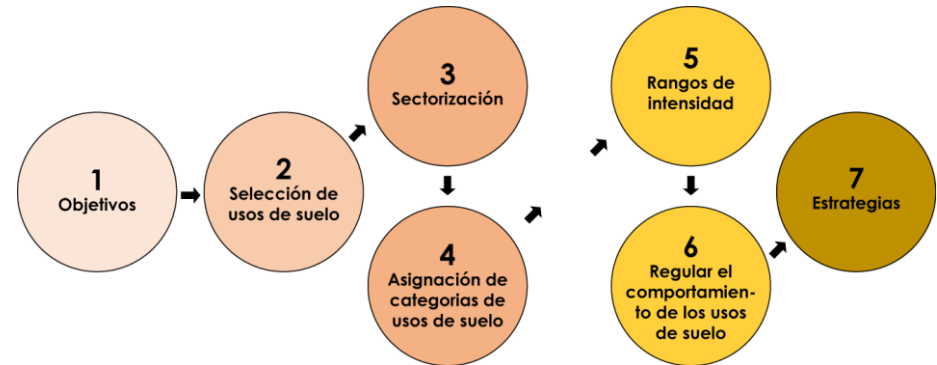 1
Objetivos
2
Selección de
usos de suelo
3
Sectorización
4
Asignación de
categorias de
usos de suelo
5
Rangos de
intensidad
6
Regular el
comportamien-
to de los usos
de suelo
7
Estrategias